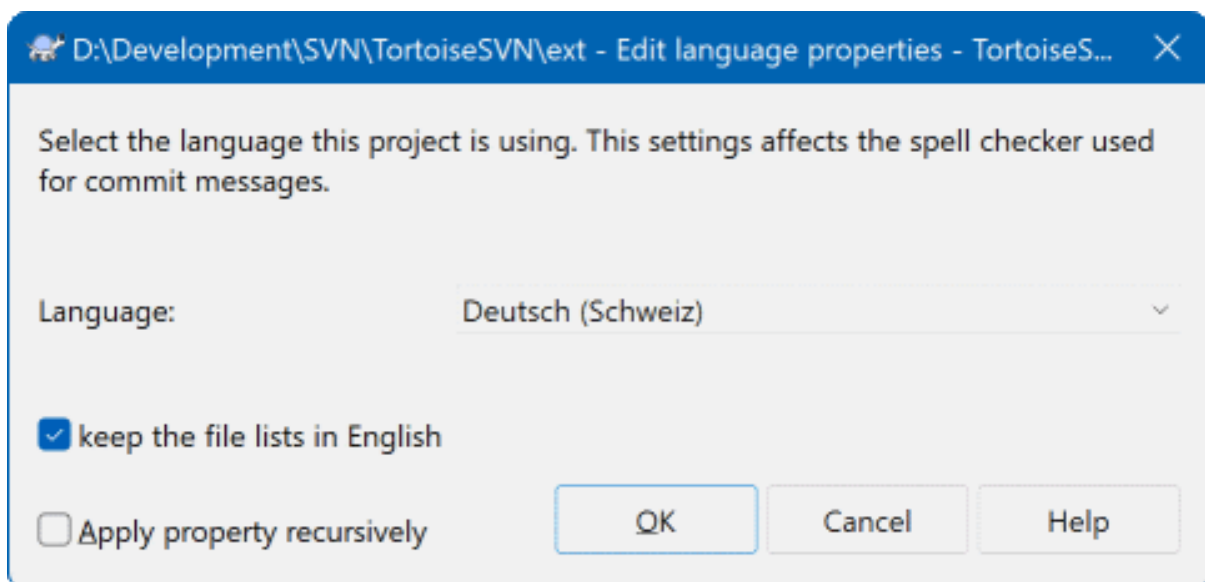 D:\Development\SVN\TortoiseSVN\ext - Edit language properties - TortoiseS...
Select the language this project is using. This settings affects the spell checker used
for commit messages.
Language:
Deutsch (Schweiz)
keep the file lists in English
Apply property recursively
OK
Cancel
Help